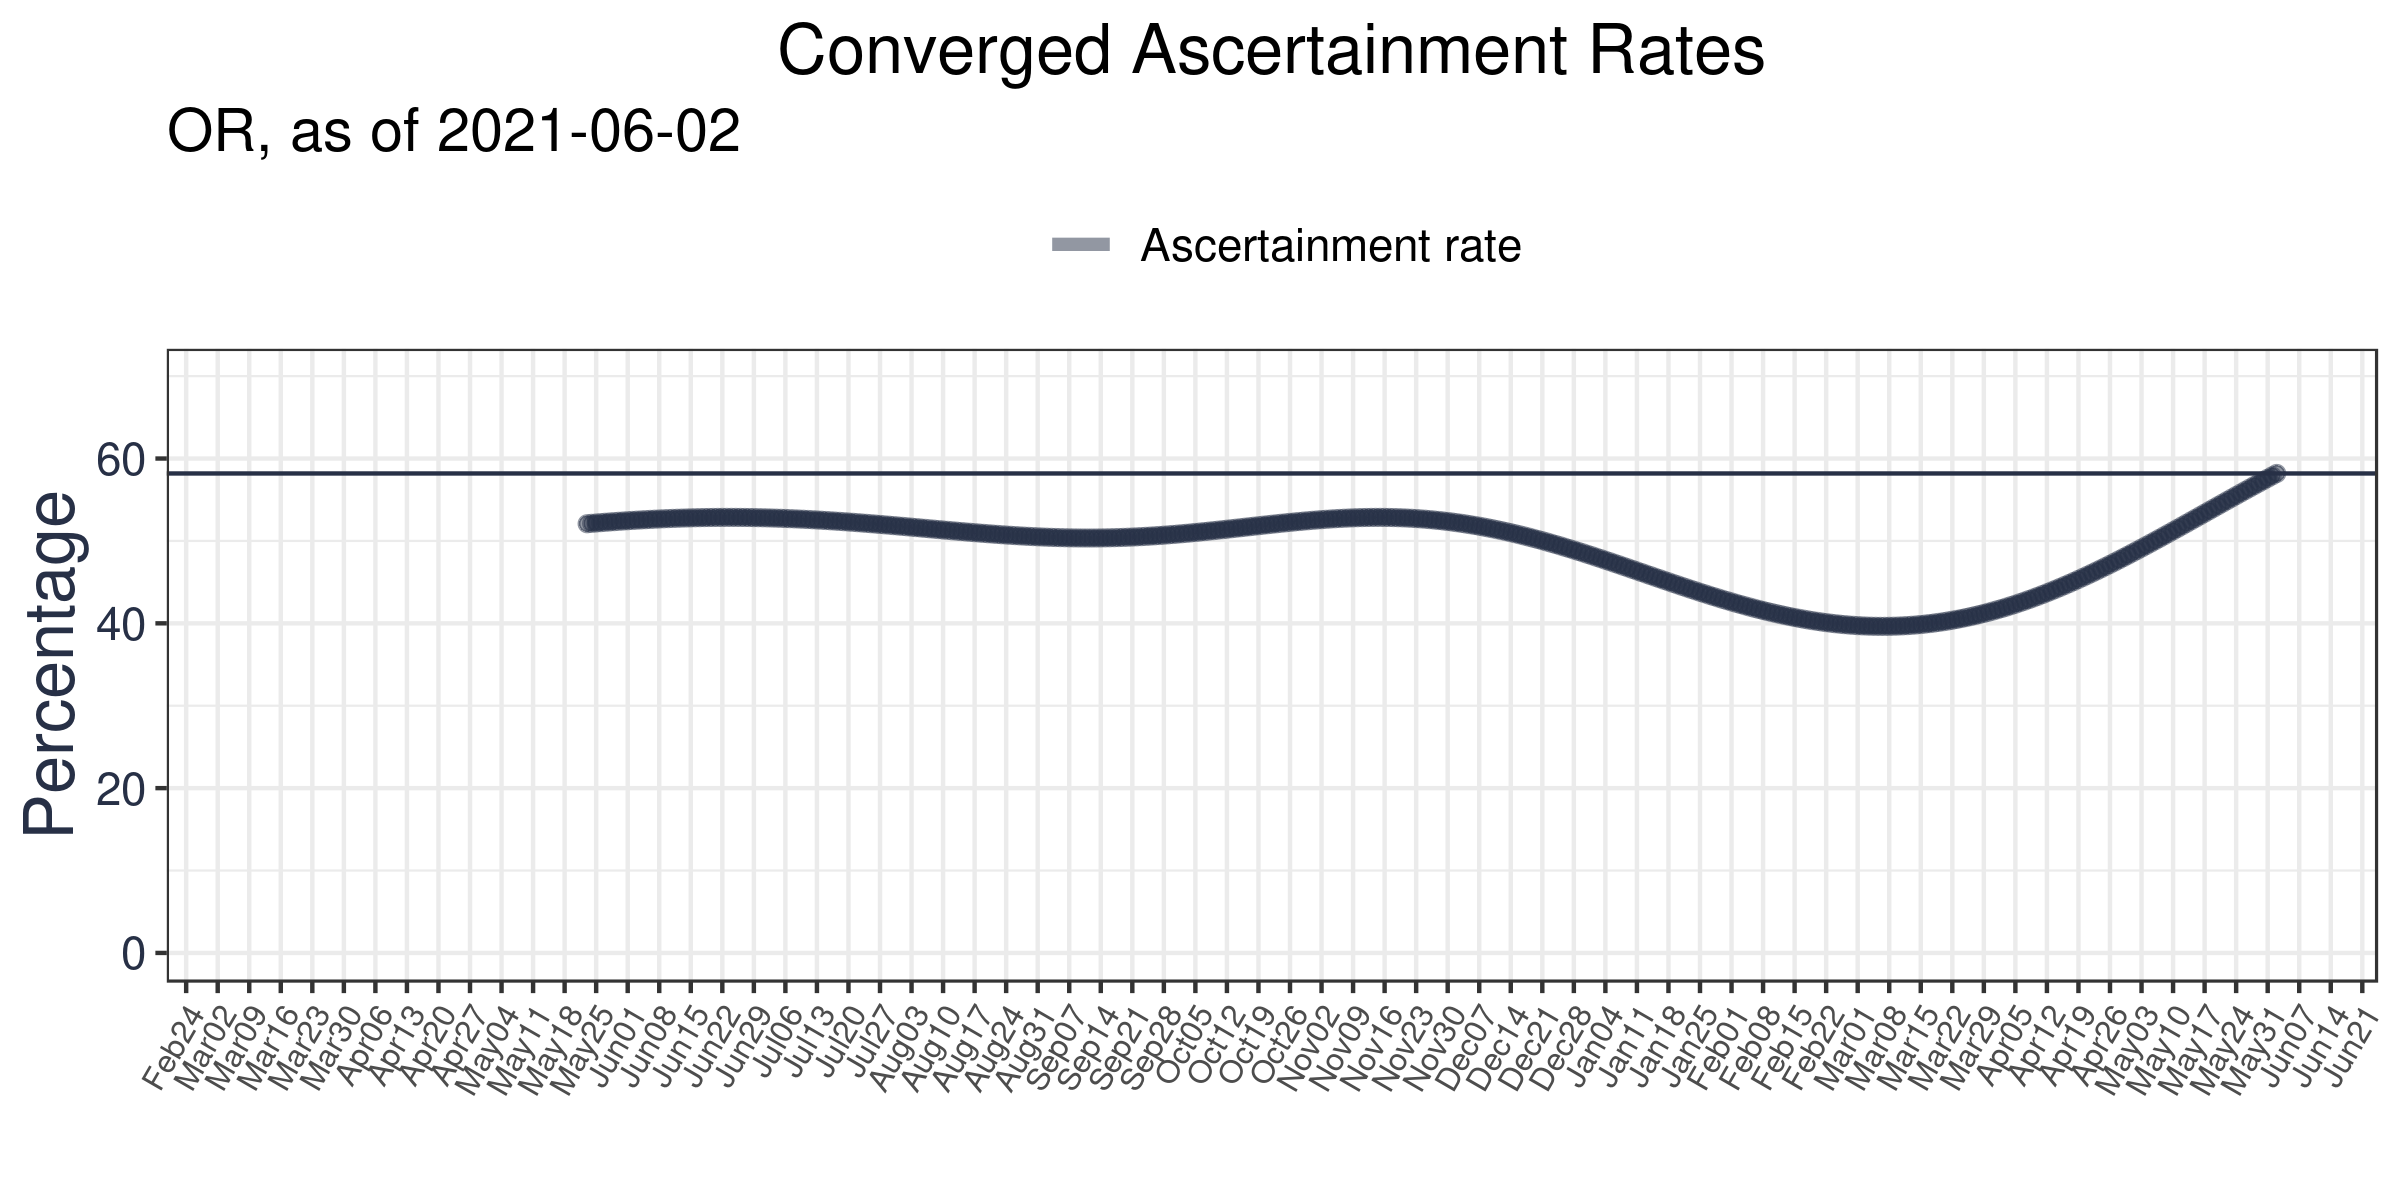 Converged Ascertainment Rates
OR, as of 2021-06-02
Ascertainment rate
Percentage
60
40
20
0
Feb24
Mar02
Mar09
Mar16
Mar23
Mar30
Apr06
Apr13
Apr20
Apr27
May04
May11
May18
May25
Jun01
Jun08
Jun15
Jun22
Jun29
Jul06
Jul13
Jul20
Jul27
Aug03
Aug10
Aug17
Aug24
Aug31
Sep07
Sep14
Sep21
Sep28
Oct05
Oct12
Oct19
Oct26
Nov02
Nov09
Nov16
Nov23
Nov30
Dec07
Dec14
Dec21
Dec28
Jan04
Jan11
Jan18
Jan25
Feb01
Feb08
Feb15
Feb22
Mar01
Mar08
Mar15
Mar22
Mar29
Apr05
Apr12
Apr19
Apr26
May03
May10
May17
May24
May31
Jun07
Jun14
Jun21